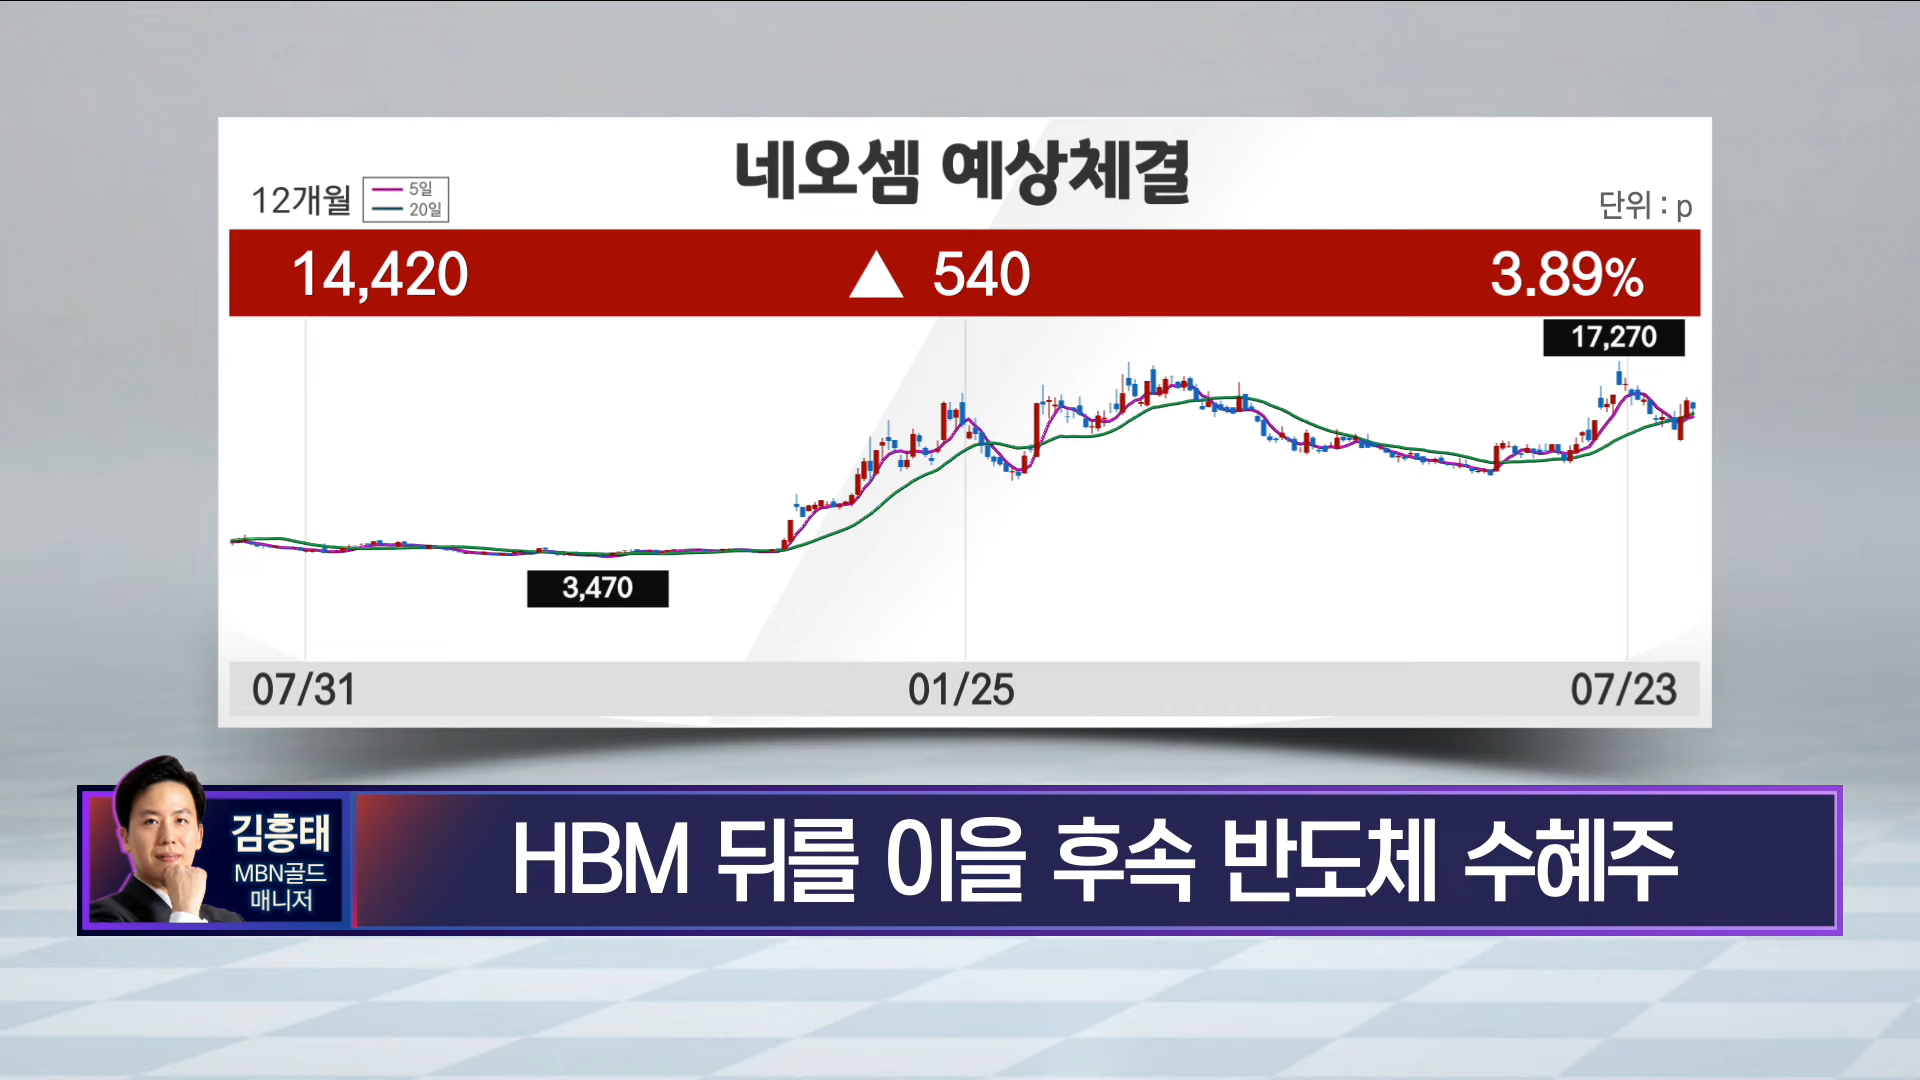 네오셈 예상체결
12개월
5일
20일
단위 : p
14,420 ▲ 540 3.89%
17,270
3,470
07/31 01/25 07/23
김흥태
MBN골드
매니저
HBM 뒤를 이을 후속 반도체 수혜주